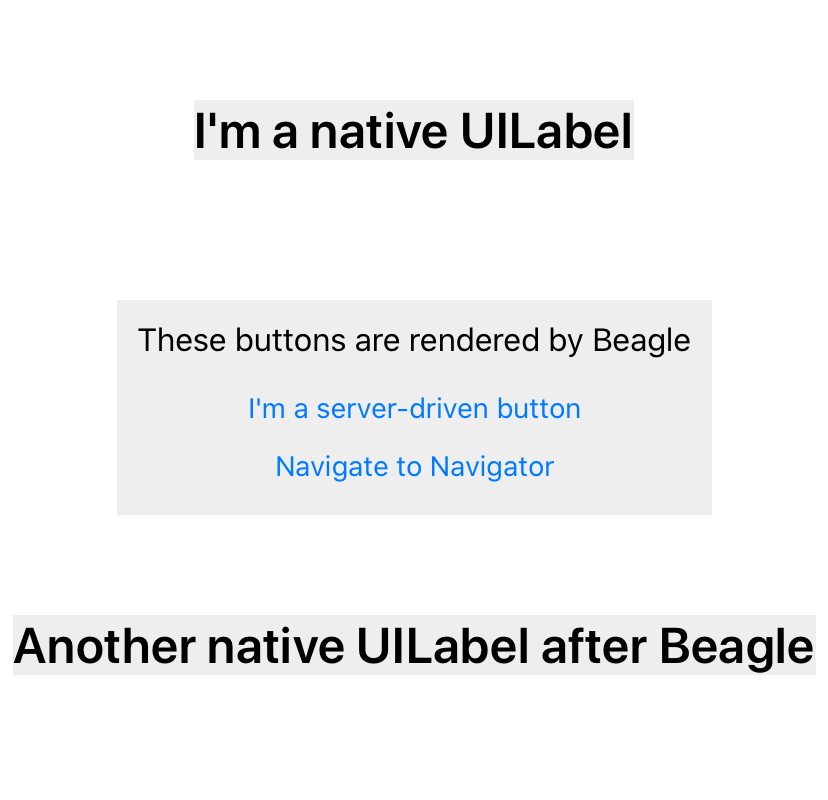 I'm a native UILabel
These buttons are rendered by Beagle
I'm a server-driven button
Navigate to Navigator
Another native UILabel after Beagle